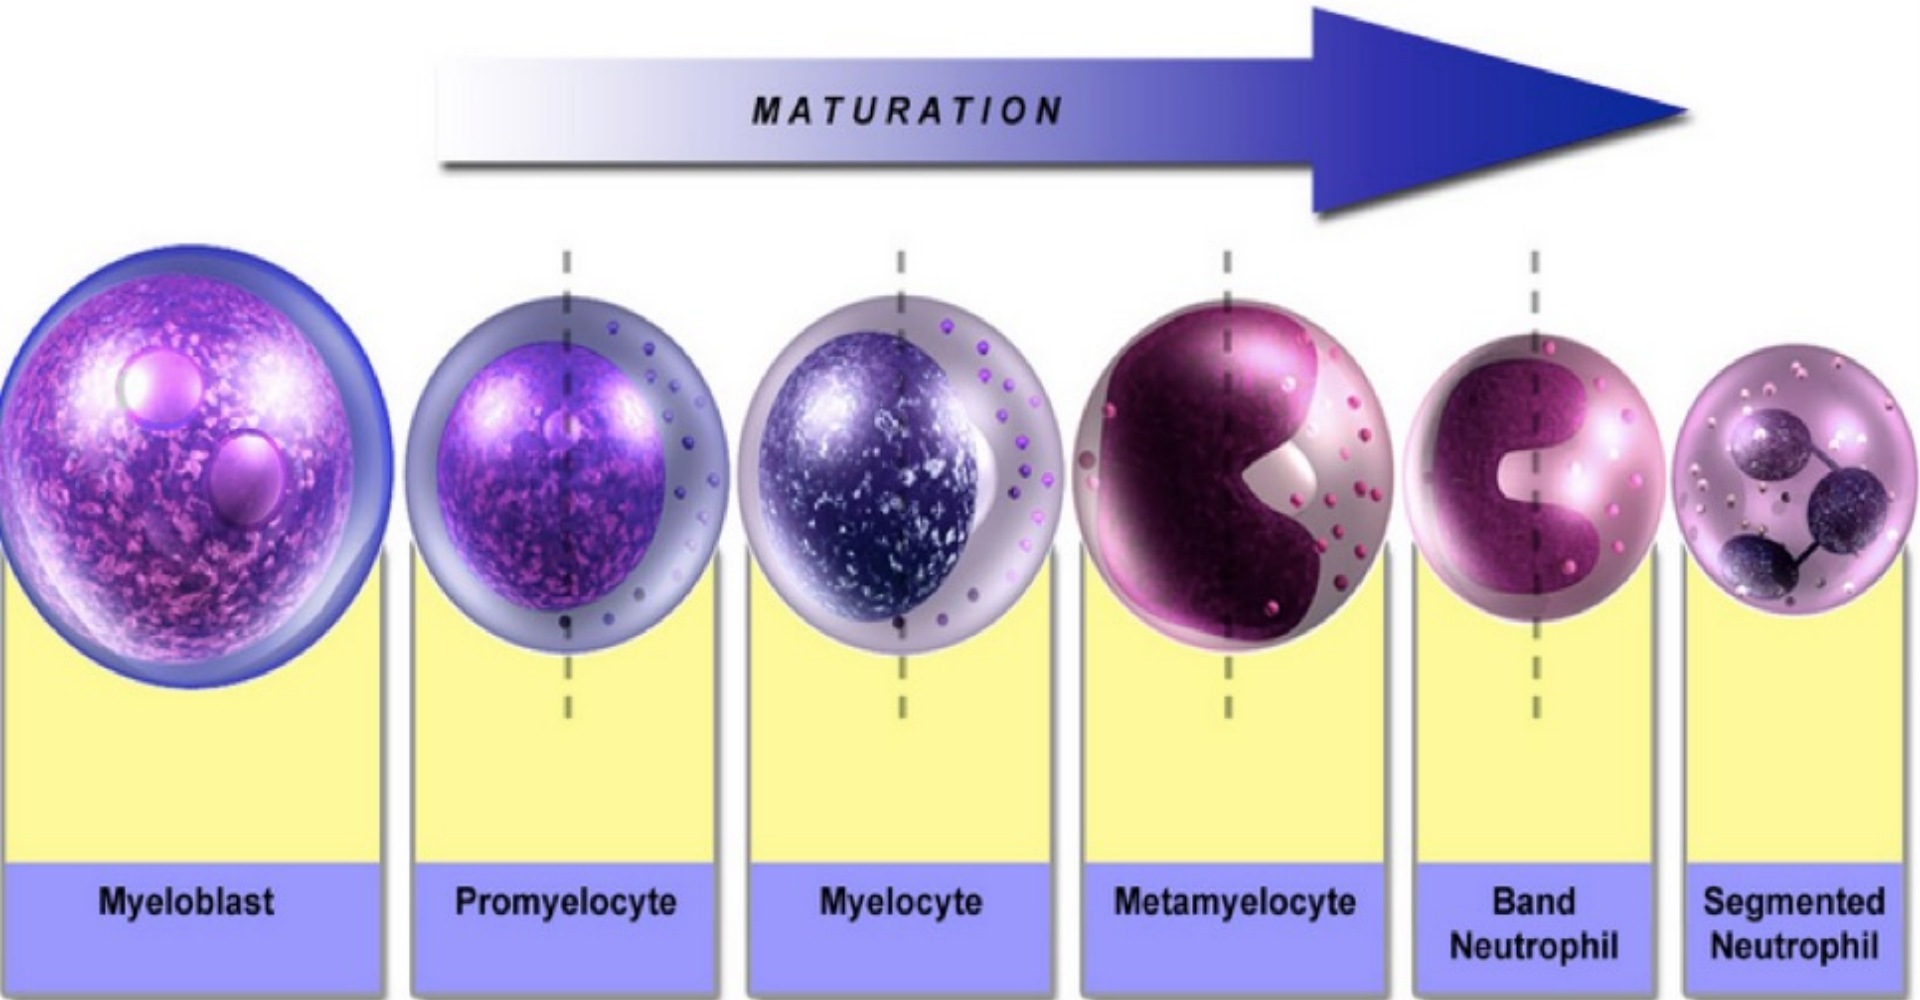 MATURATION
Myeloblast
Promyelocyte
Myelocyte
Metamyelocyte
Band
Neutrophil
Segmented
Neutrophil